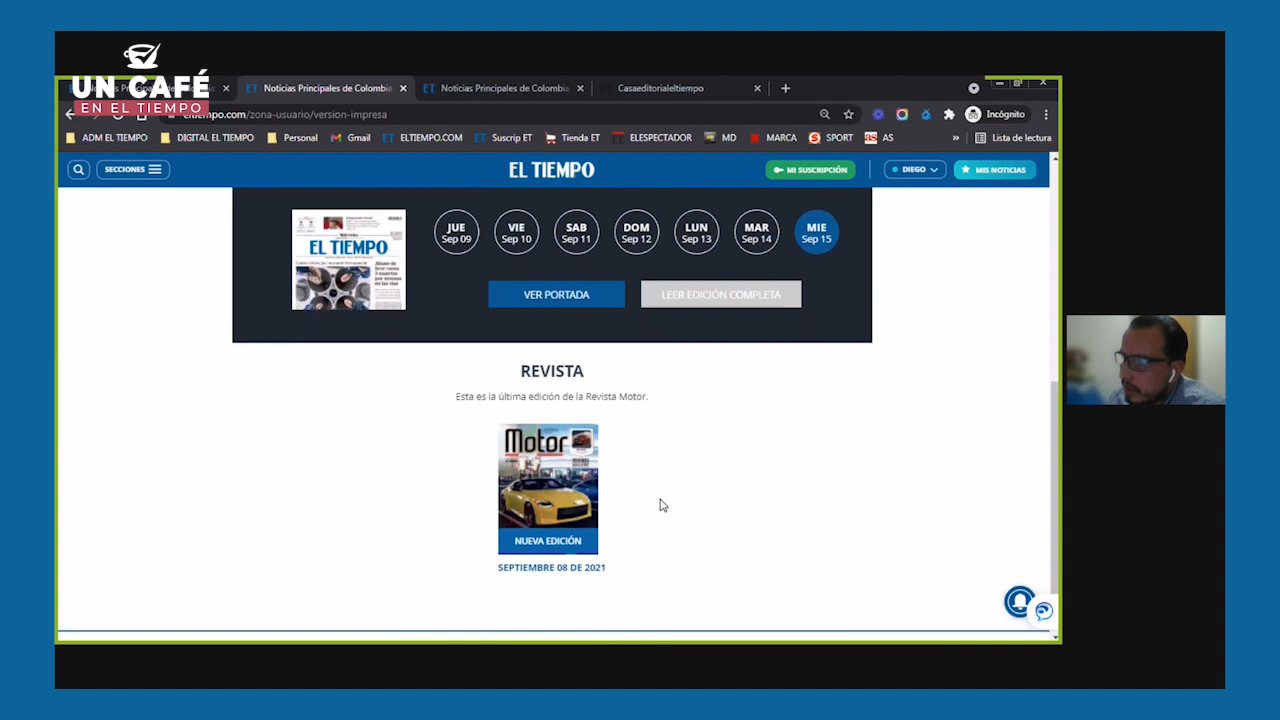 UN CAFÉ
EN EL TIEMPO
Noticias Principales de Colombia
Noticias Principales de Colombia
Casaeditorialeltiempo
eltiempo.com/zona-usuario/version-impresa
Incógnito
ADM EL TIEMPO
DIGITAL EL TIEMPO
Personal
Gmail
ELTIEMPO.COM
Suscrip ET
Tienda ET
ELESPECTADOR
MD
MARCA
SPORT
AS
»
Lista de lectura
SECCIONES
EL TIEMPO
MI SUSCRIPCIÓN
DIEGO
MIS NOTICIAS
EL TIEMPO
JUE
Sep 09
VIE
Sep 10
SAB
Sep 11
DOM
Sep 12
LUN
Sep 13
MAR
Sep 14
MIE
Sep 15
VER PORTADA
LEER EDICIÓN COMPLETA
REVISTA
Esta es la última edición de la Revista Motor.
Motor
NUEVA EDICIÓN
SEPTIEMBRE 08 DE 2021